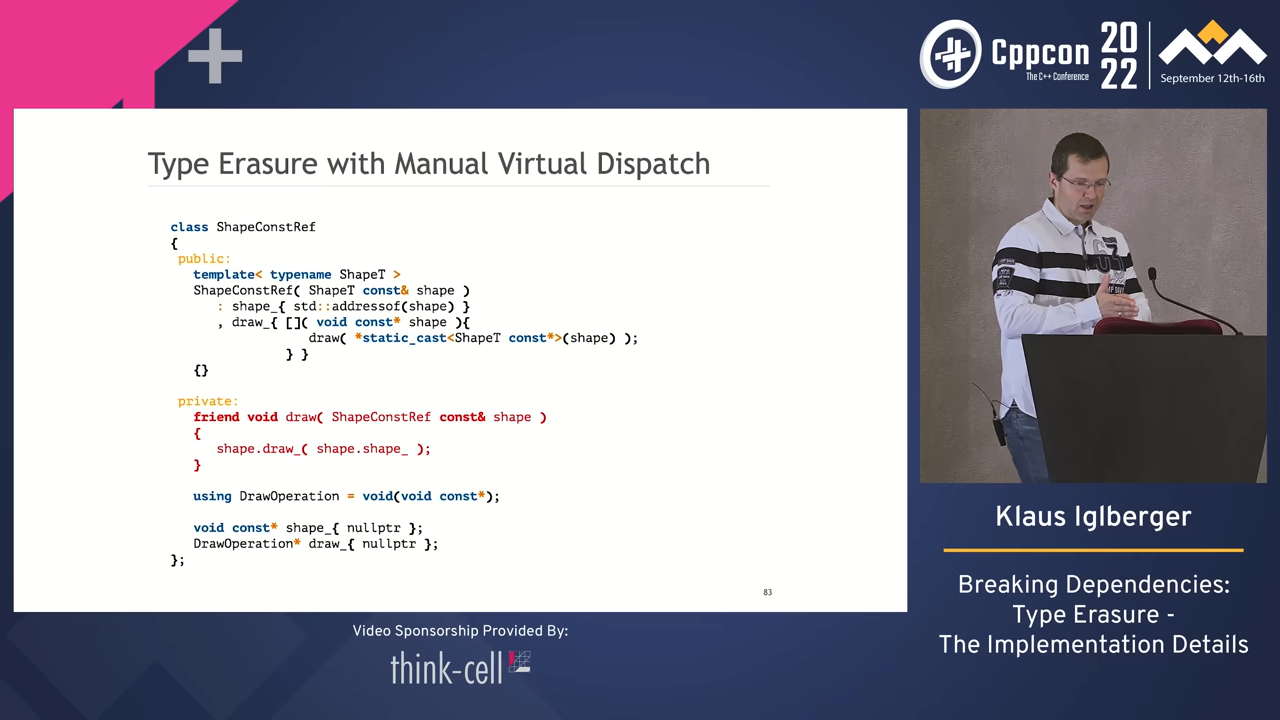 Cppcon
The C++ Conference
20
22
September 12th-16th
Type Erasure with Manual Virtual Dispatch
class ShapeConstRef
{
public:
template< typename ShapeT >
ShapeConstRef( ShapeT const& shape )
: shape_{ std::addressof(shape) }
, draw_{ []( void const* shape ){
draw( *static_cast<ShapeT const*>(shape) );
} }
{}
private:
friend void draw( ShapeConstRef const& shape )
{
shape.draw_( shape.shape_ );
}
using DrawOperation = void(void const*);
void const* shape_{ nullptr };
DrawOperation* draw_{ nullptr };
};
83
Klaus Iglberger
Breaking Dependencies:
Type Erasure -
The Implementation Details
Video Sponsorship Provided By:
think-cell